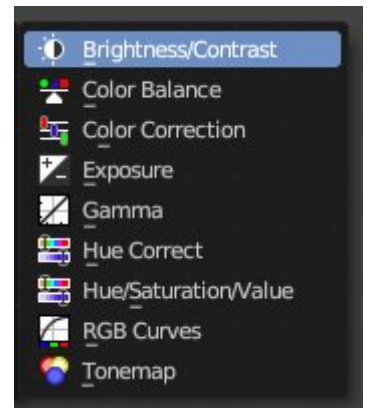 Brightness/Contrast
Color Balance
Color Correction
Exposure
Gamma
Hue Correct
Hue/Saturation/Value
RGB Curves
Tonemap